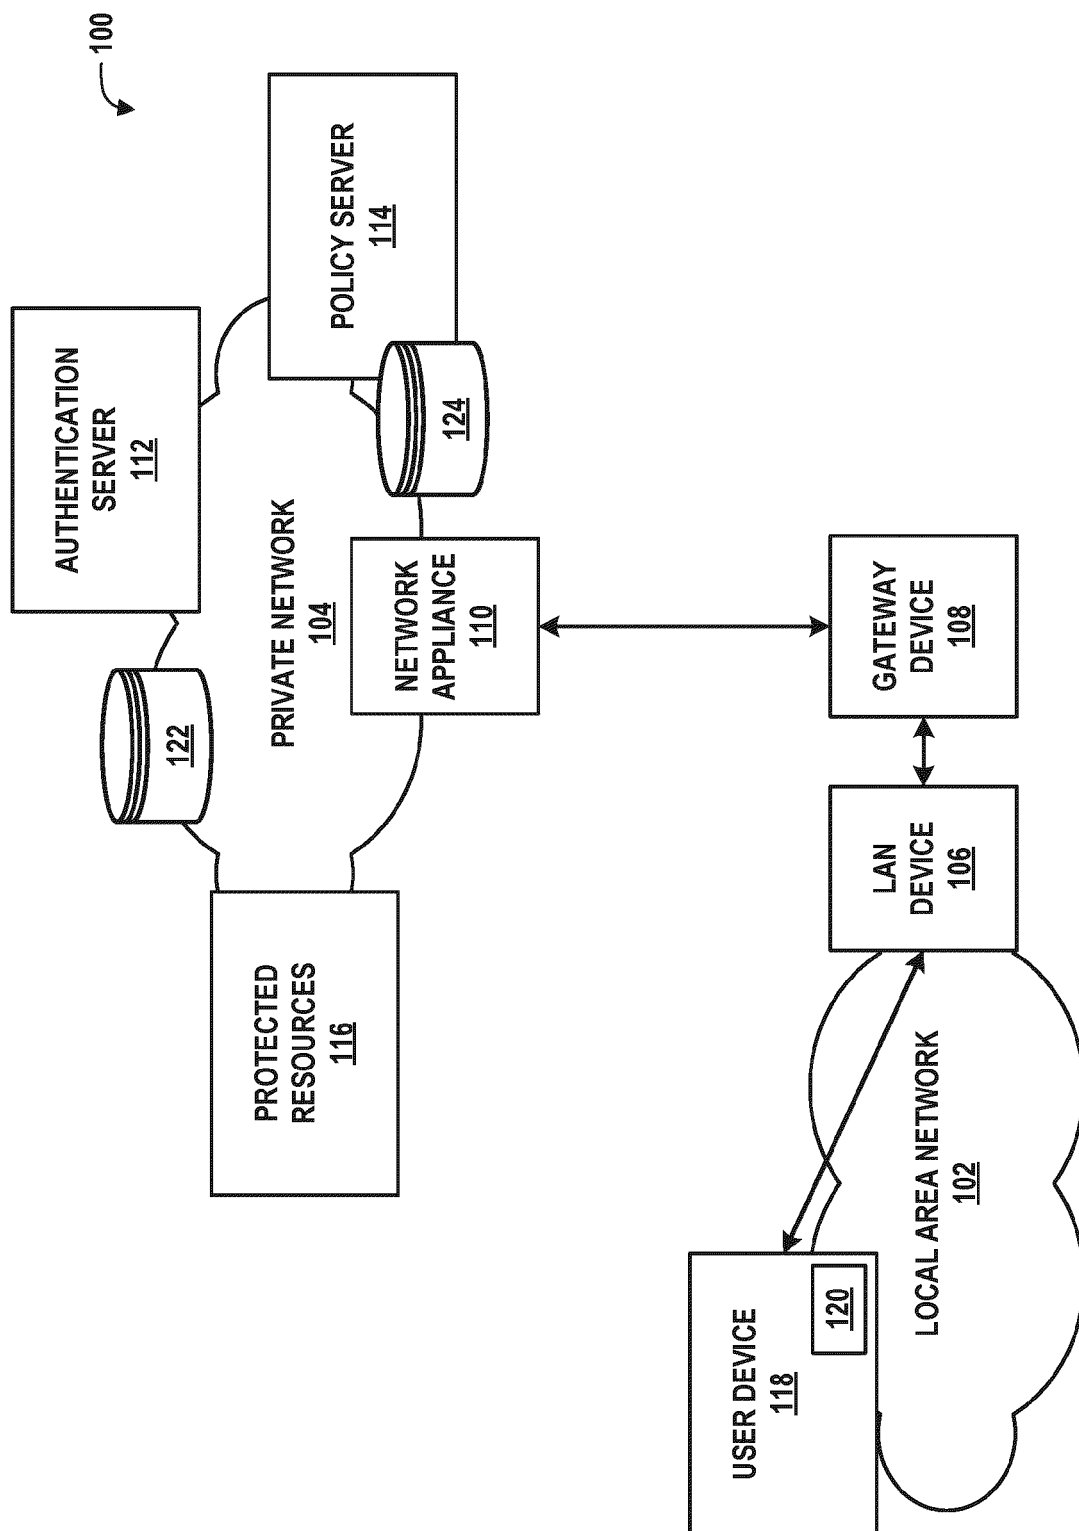 100
AUTHENTICATION
SERVER
112
POLICY SERVER
114
122
PRIVATE NETWORK
104
124
PROTECTED
RESOURCES
116
NETWORK
APPLIANCE
110
USER DEVICE
118
120
LOCAL AREA NETWORK
102
LAN
DEVICE
106
GATEWAY
DEVICE
108